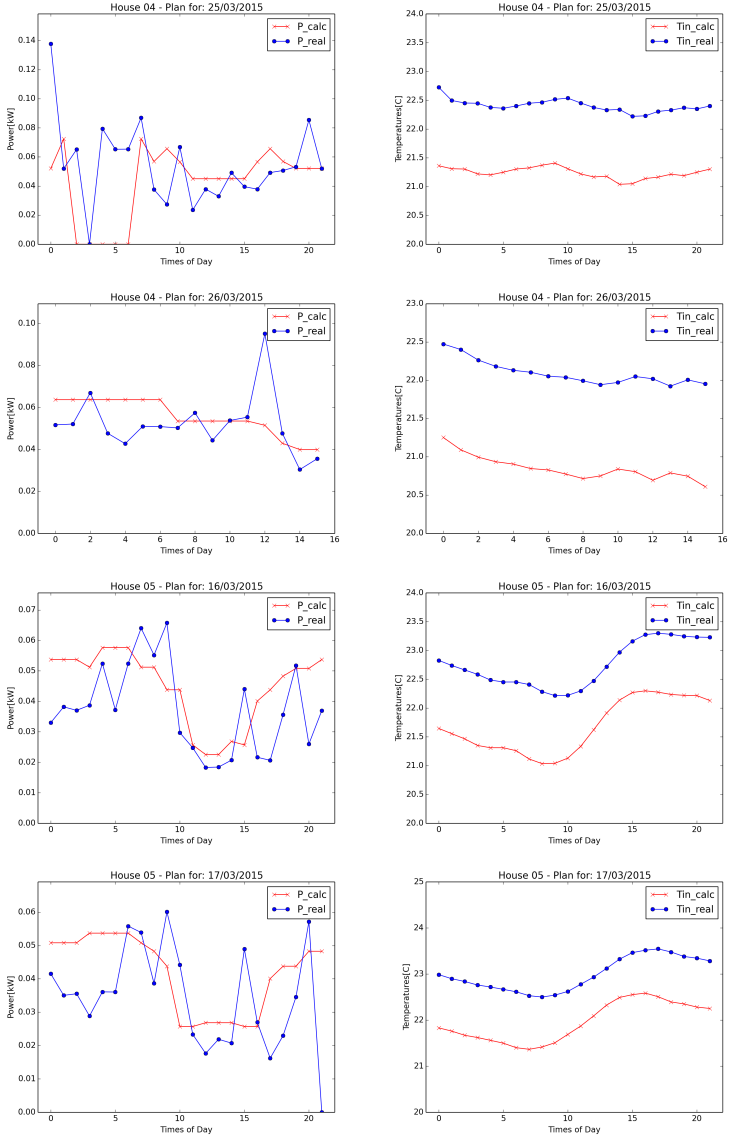 House 04 - Plan for: 25/03/2015
P_calc
P_real
Power[kW]
0.14
0.12
0.10
0.08
0.06
0.04
0.02
0.00
0 5 10 15 20
Times of Day
House 04 - Plan for: 25/03/2015
Tin_calc
Tin_real
Temperatures[C]
24.0
23.5
23.0
22.5
22.0
21.5
21.0
20.5
20.0
0 5 10 15 20
Times of Day
House 04 - Plan for: 26/03/2015
P_calc
P_real
Power[kW]
0.10
0.08
0.06
0.04
0.02
0.00
0 2 4 6 8 10 12 14 16
Times of Day
House 04 - Plan for: 26/03/2015
Tin_calc
Tin_real
Temperatures[C]
23.0
22.5
22.0
21.5
21.0
20.5
20.0
0 2 4 6 8 10 12 14 16
Times of Day
House 05 - Plan for: 16/03/2015
P_calc
P_real
Power[kW]
0.07
0.06
0.05
0.04
0.03
0.02
0.01
0.00
0 5 10 15 20
Times of Day
House 05 - Plan for: 16/03/2015
Tin_calc
Tin_real
Temperatures[C]
24.0
23.5
23.0
22.5
22.0
21.5
21.0
20.5
20.0
0 5 10 15 20
Times of Day
House 05 - Plan for: 17/03/2015
P_calc
P_real
Power[kW]
0.06
0.05
0.04
0.03
0.02
0.01
0.00
0 5 10 15 20
Times of Day
House 05 - Plan for: 17/03/2015
Tin_calc
Tin_real
Temperatures[C]
25
24
23
22
21
20
0 5 10 15 20
Times of Day